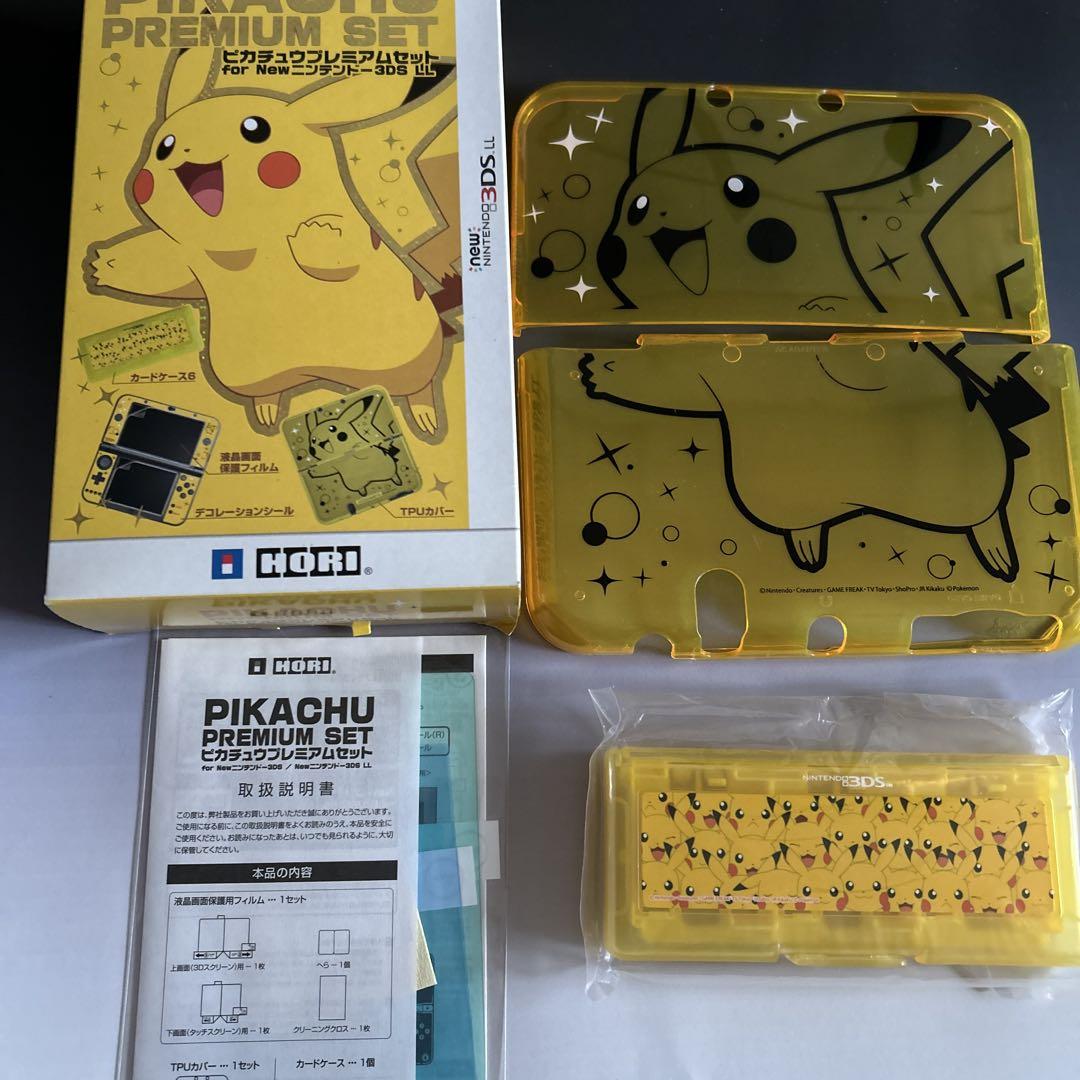 PIKACHU
PREMIUM SET
ピカチュウプレミアムセット
for Newニンテンドー3DS LL
new NINTENDO3DS LL
カードケース6
液晶画面
保護フィルム
デコレーションシール
TPUカバー
HORI®
PIKACHU
©Nintendo・Creatures・GAME FREAK・TV Tokyo・ShoPro・JR Kikaku ©Pokémon
HORI®
PIKACHU
PREMIUM SET
ピカチュウプレミアムセット
for Newニンテンドー3DS / Newニンテンドー3DS LL
取扱説明書
この度は、弊社製品をお買い上げいただき誠にありがとうございます。
ご使用になる前に、この取扱説明書をよくお読みのうえ、本品を安全に
ご使用ください。お読みになったあとは、いつでも見られるように、大切
に保管してください。
本品の内容
液晶画面保護用フィルム … 1セット
上画面(3Dスクリーン)用 … 1枚
へら … 1個
下画面(タッチスクリーン)用 … 1枚
クリーニングクロス … 1枚
TPUカバー … 1セット
カードケース … 1個
ール(R)
ール
NINTENDO3DS™